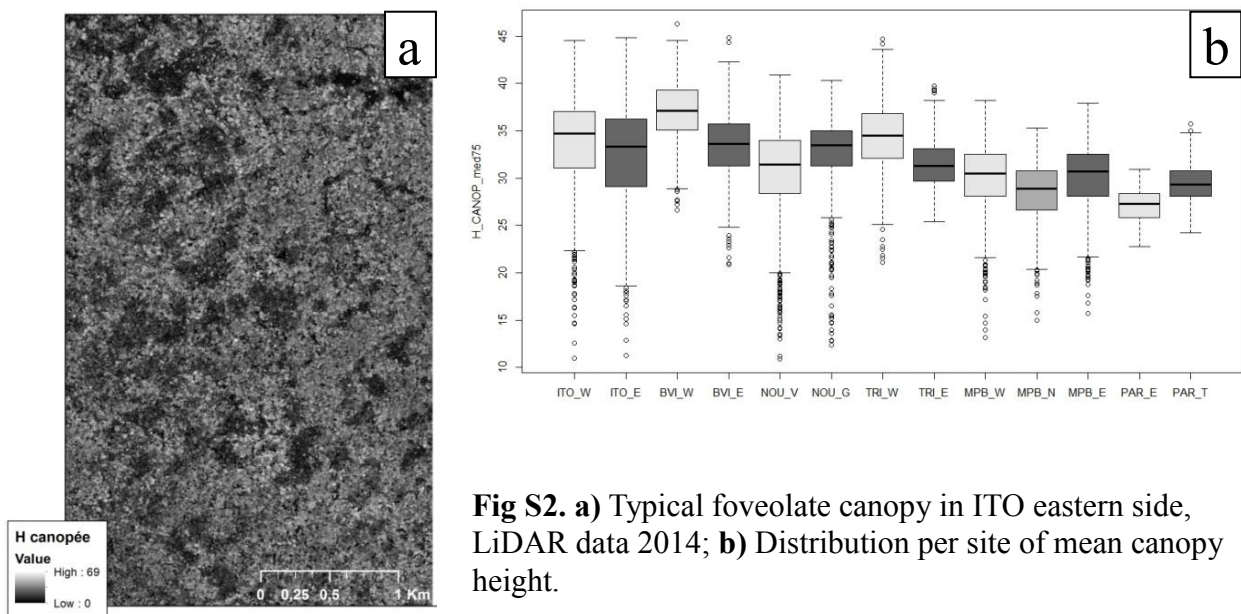 a
H canopée
Value
High : 69
Low : 0
0 0,25 0,5 1 Km
b
H_CANOP_med75
45
40
35
30
25
20
15
10
ITO_W ITO_E BVI_W BVI_E NOU_V NOU_G TRI_W TRI_E MPB_W MPB_N MPB_E PAR_E PAR_T
Fig S2. a) Typical foveolate canopy in ITO eastern side,
LiDAR data 2014; b) Distribution per site of mean canopy
height.